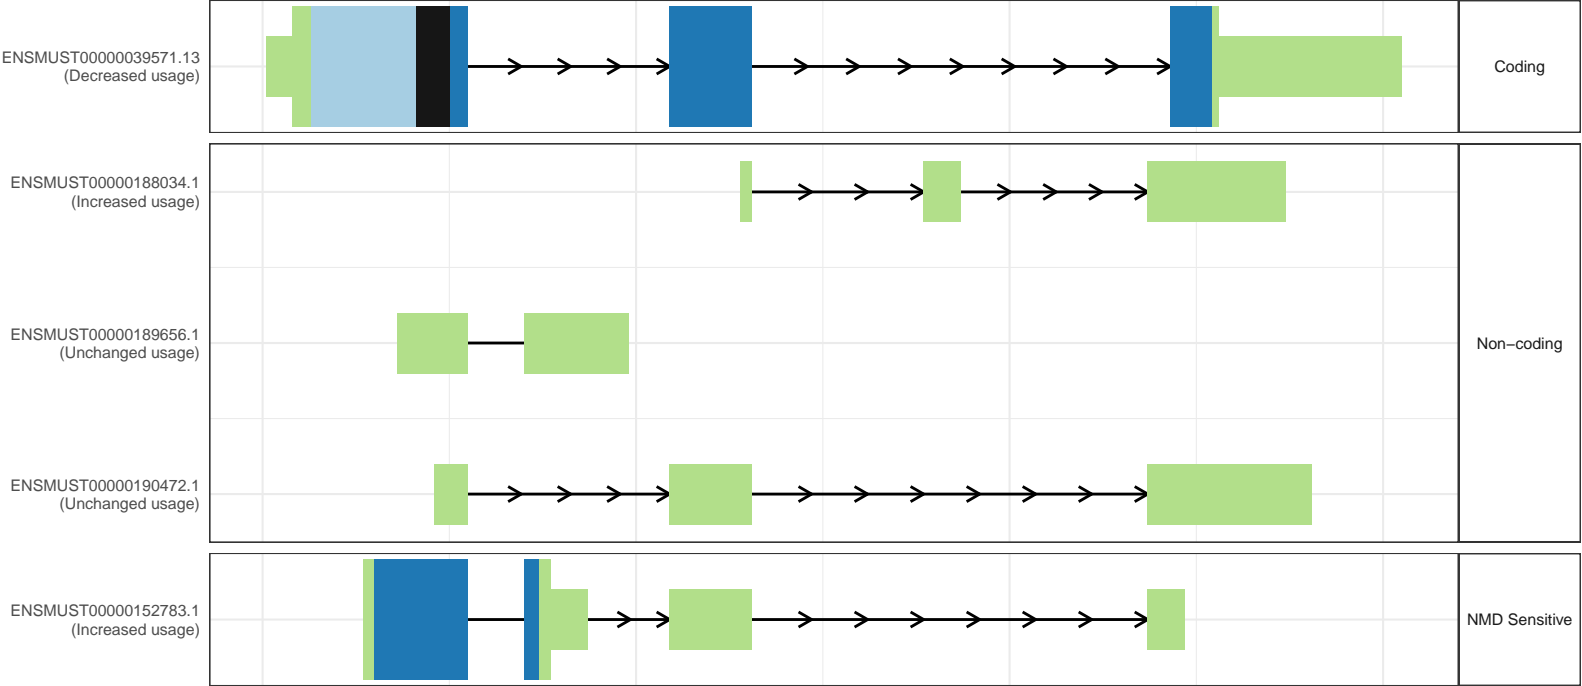 ENSMUST00000039571.13
(Decreased usage)
Coding
ENSMUST00000188034.1
(Increased usage)
ENSMUST00000189656.1
(Unchanged usage)
Non−coding
ENSMUST00000190472.1
(Unchanged usage)
ENSMUST00000152783.1
(Increased usage)
NMD Sensitive